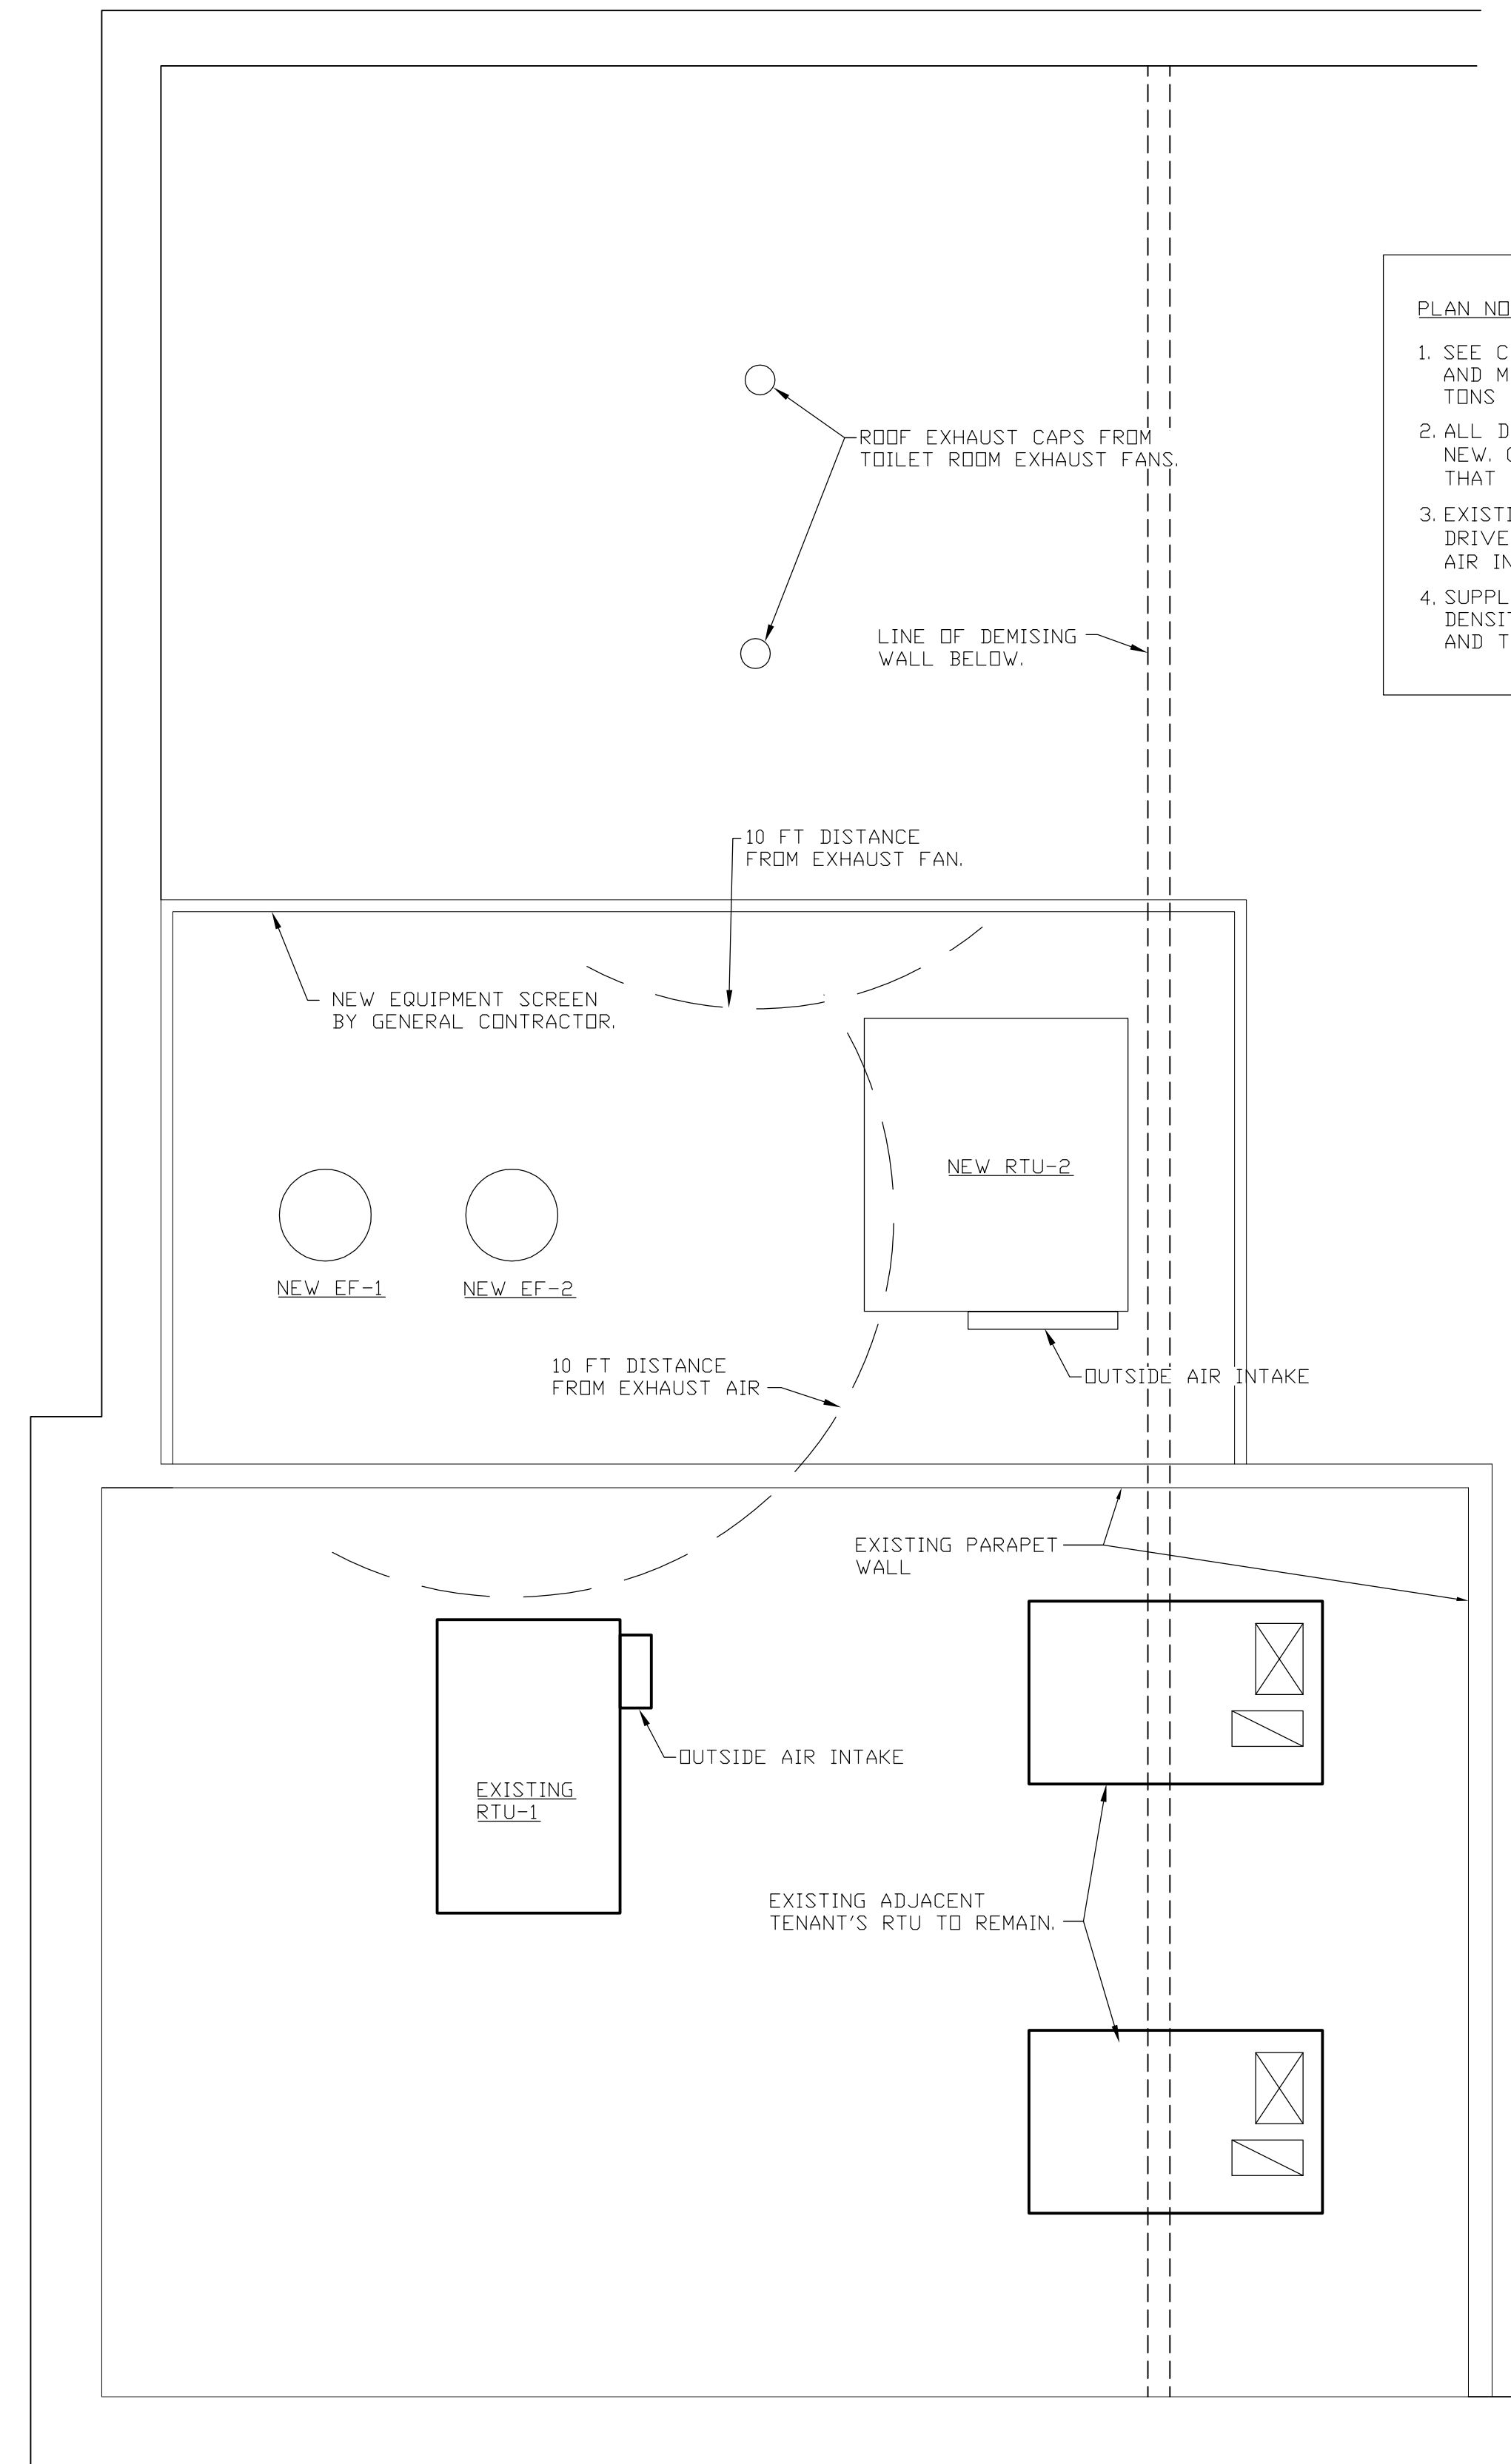 PLAN NO
1. SEE C
AND M
TONS
2. ALL D
NEW. 
THAT
3. EXISTI
DRIVE
AIR IN
4. SUPPL
DENSIT
AND T
ROOF EXHAUST CAPS FROM
TOILET ROOM EXHAUST FANS.
LINE OF DEMISING
WALL BELOW.
10 FT DISTANCE
FROM EXHAUST FAN.
NEW EQUIPMENT SCREEN
BY GENERAL CONTRACTOR.
NEW RTU-2
NEW EF-1
NEW EF-2
10 FT DISTANCE
FROM EXHAUST AIR
OUTSIDE AIR INTAKE
EXISTING PARAPET
WALL
OUTSIDE AIR INTAKE
EXISTING
RTU-1
EXISTING ADJACENT
TENANT'S RTU TO REMAIN.